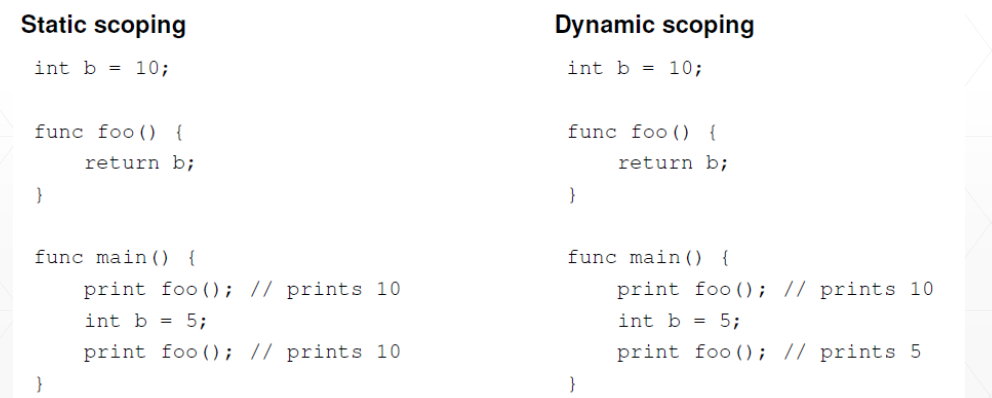 Static scoping
int b = 10;
func foo() {
return b;
}
func main() {
print foo(); // prints 10
int b = 5;
print foo(); // prints 10
}
Dynamic scoping
int b = 10;
func foo() {
return b;
}
func main() {
print foo(); // prints 10
int b = 5;
print foo(); // prints 5
}